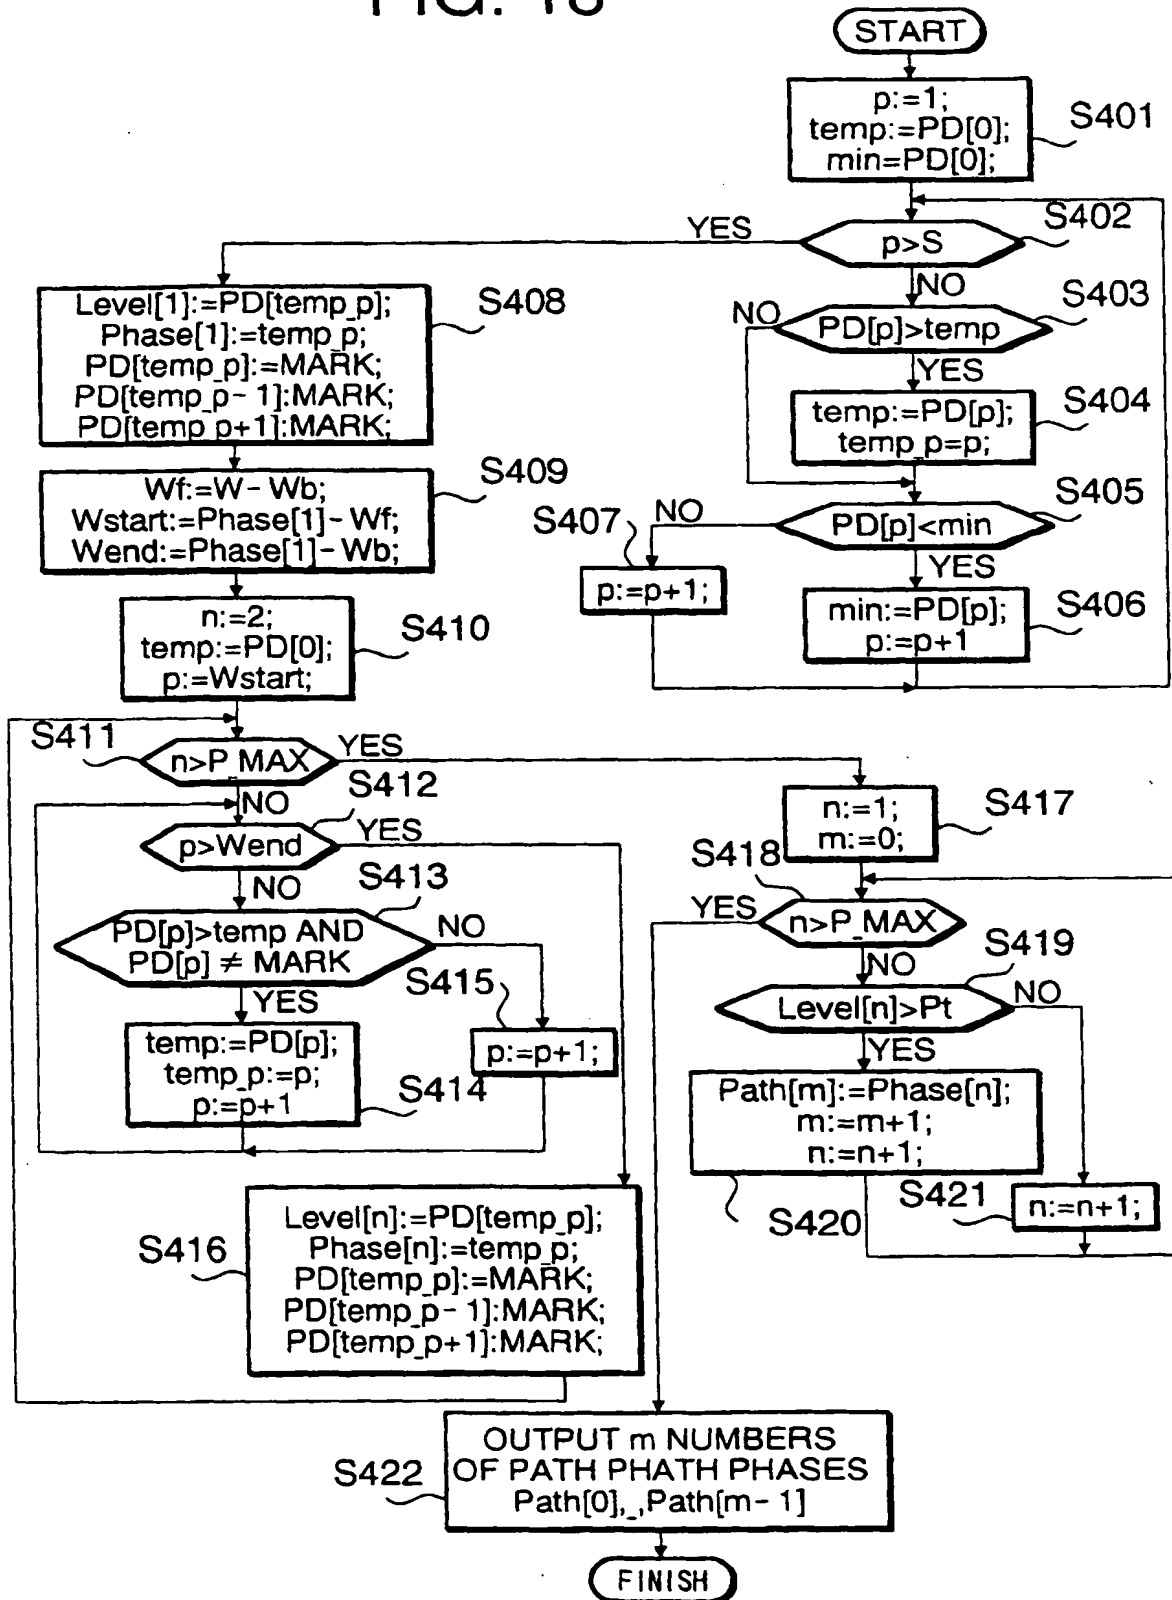 START
p:=1;
temp:=PD[0];
min=PD[0];
S401
p>S
S402
YES
NO
PD[p]>temp
S403
NO
YES
temp:=PD[p];
temp_p=p;
S404
PD[p]<min
S405
NO
YES
S407
p:=p+1;
min:=PD[p];
p:=p+1
S406
Level[1]:=PD[temp_p];
Phase[1]:=temp_p;
PD[temp_p]:=MARK;
PD[temp_p-1]:MARK;
PD[temp_p+1]:MARK;
S408
Wf:=W-Wb;
Wstart:=Phase[1]-Wf;
Wend:=Phase[1]-Wb;
S409
n:=2;
temp:=PD[0];
p:=Wstart;
S410
S411
n>P_MAX
YES
NO
S412
p>Wend
YES
NO
S413
PD[p]>temp AND
PD[p] ≠ MARK
NO
YES
S415
p:=p+1;
temp:=PD[p];
temp_p:=p;
p:=p+1
S414
S416
Level[n]:=PD[temp_p];
Phase[n]:=temp_p;
PD[temp_p]:=MARK;
PD[temp_p-1]:MARK;
PD[temp_p+1]:MARK;
n:=1;
m:=0;
S417
S418
n>P_MAX
YES
NO
S419
Level[n]>Pt
NO
YES
Path[m]:=Phase[n];
m:=m+1;
n:=n+1;
S420
S421
n:=n+1;
S422
OUTPUT m NUMBERS
OF PATH PHATH PHASES
Path[0],_,Path[m-1]
FINISH